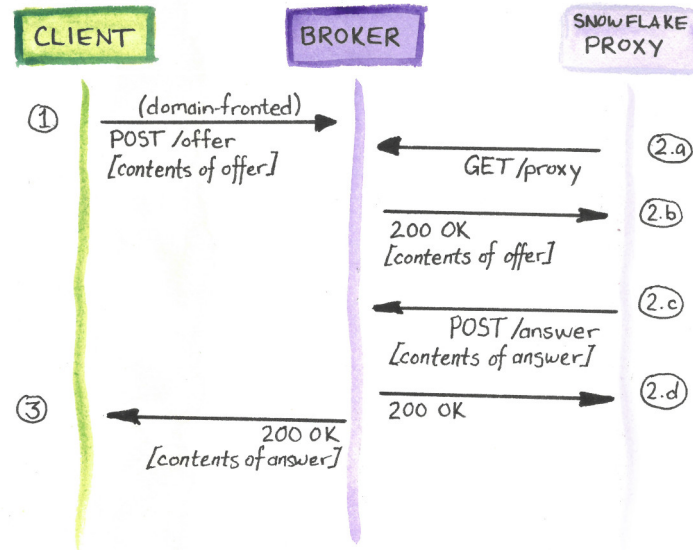 CLIENT
BROKER
SNOWFLAKE
PROXY
1
(domain-fronted)
POST /offer
[contents of offer]
2.a
GET /proxy
2.b
200 OK
[contents of offer]
2.c
POST /answer
[contents of answer]
2.d
200 OK
3
200 OK
[contents of answer]